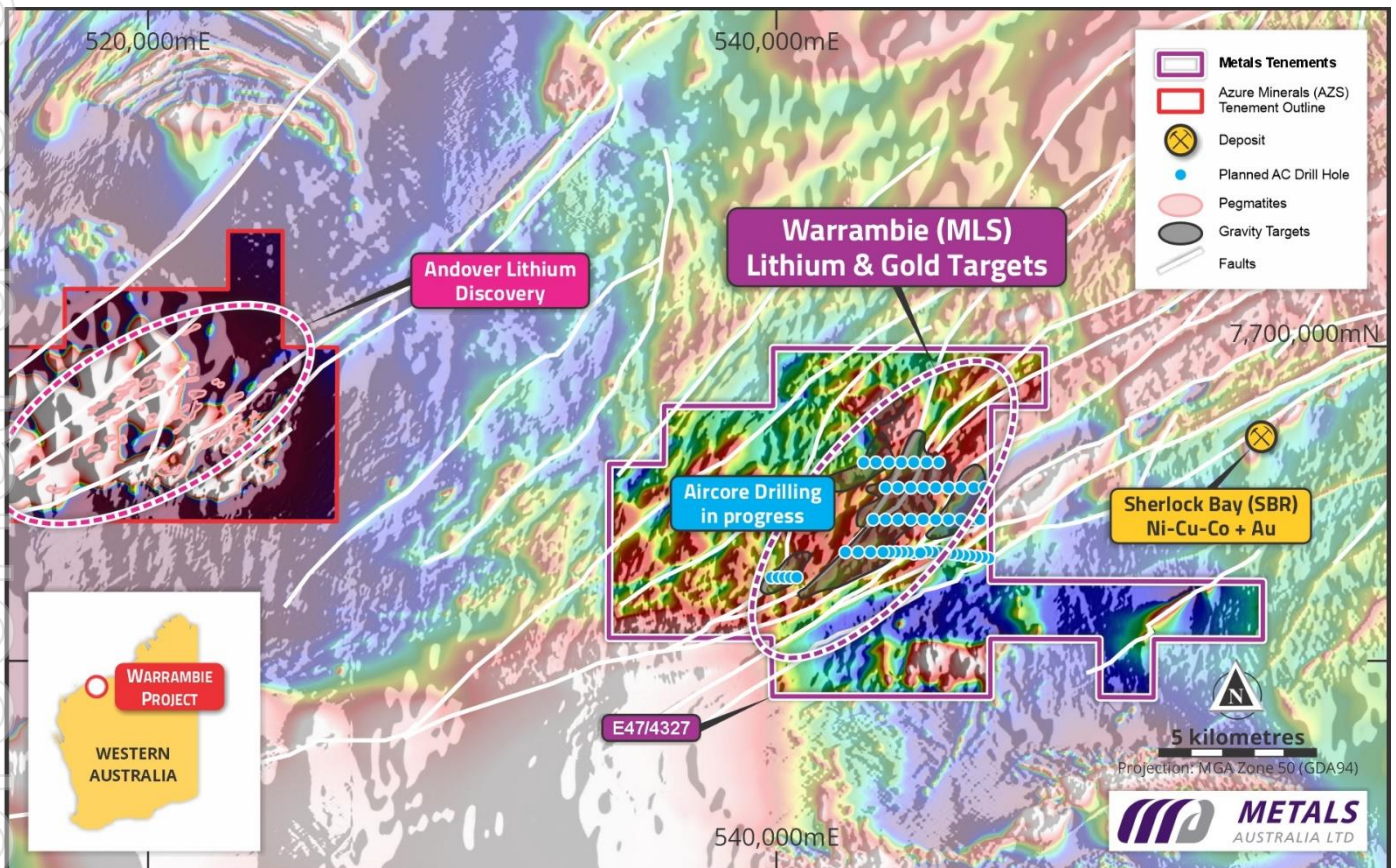 520,000mE
540,000mE
Metals Tenements
Azure Minerals (AZS)
Tenement Outline
Deposit
Planned AC Drill Hole
Pegmatites
Gravity Targets
Faults
Warrambie (MLS)
Lithium & Gold Targets
Andover Lithium
Discovery
7,700,000mN
Aircore Drilling
in progress
Sherlock Bay (SBR)
Ni-Cu-Co + Au
WARRAMBIE
PROJECT
WESTERN
AUSTRALIA
E47/4327
N
5 kilometres
Projection: MGA Zone 50 (GDA94)
540,000mE
METALS
AUSTRALIA LTD